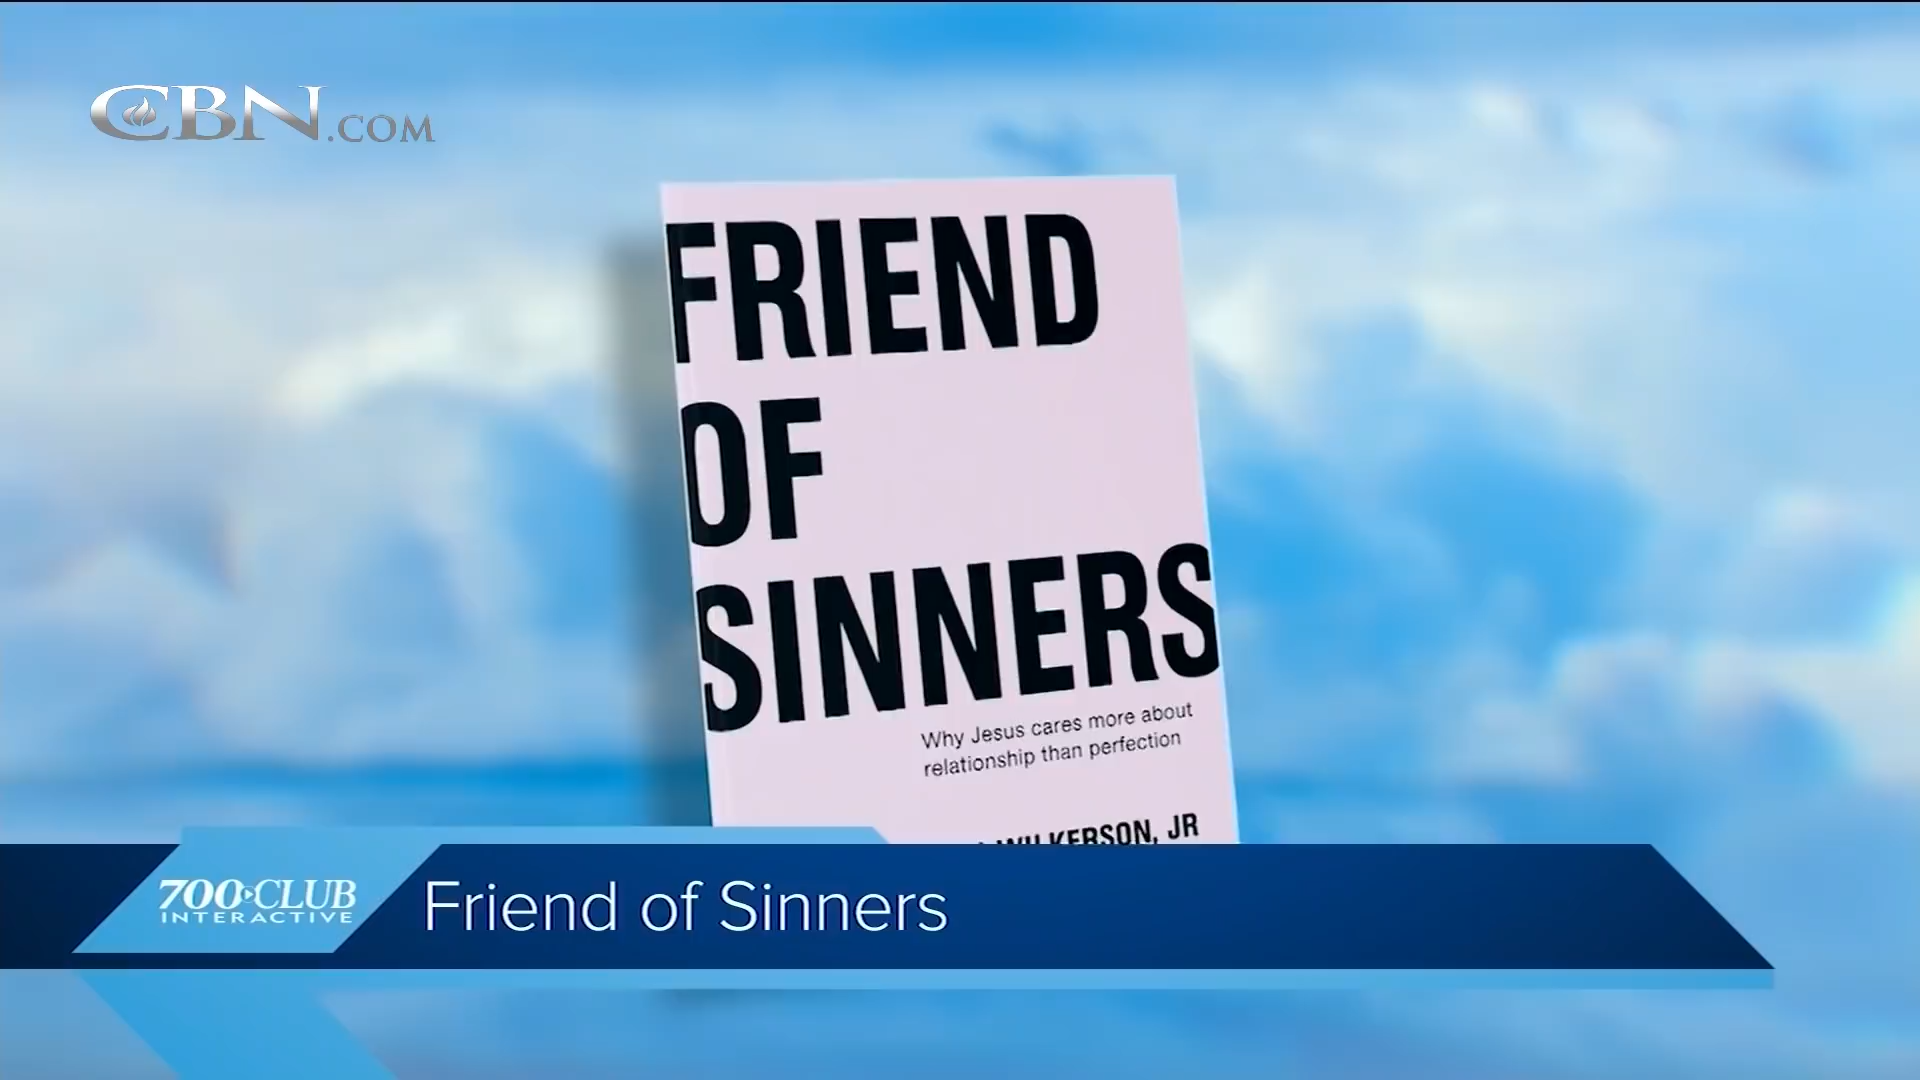 CBN.COM
FRIEND
OF
SINNERS
Why Jesus cares more about
relationship than perfection
WILKERSON, JR
700 CLUB
INTERACTIVE
Friend of Sinners